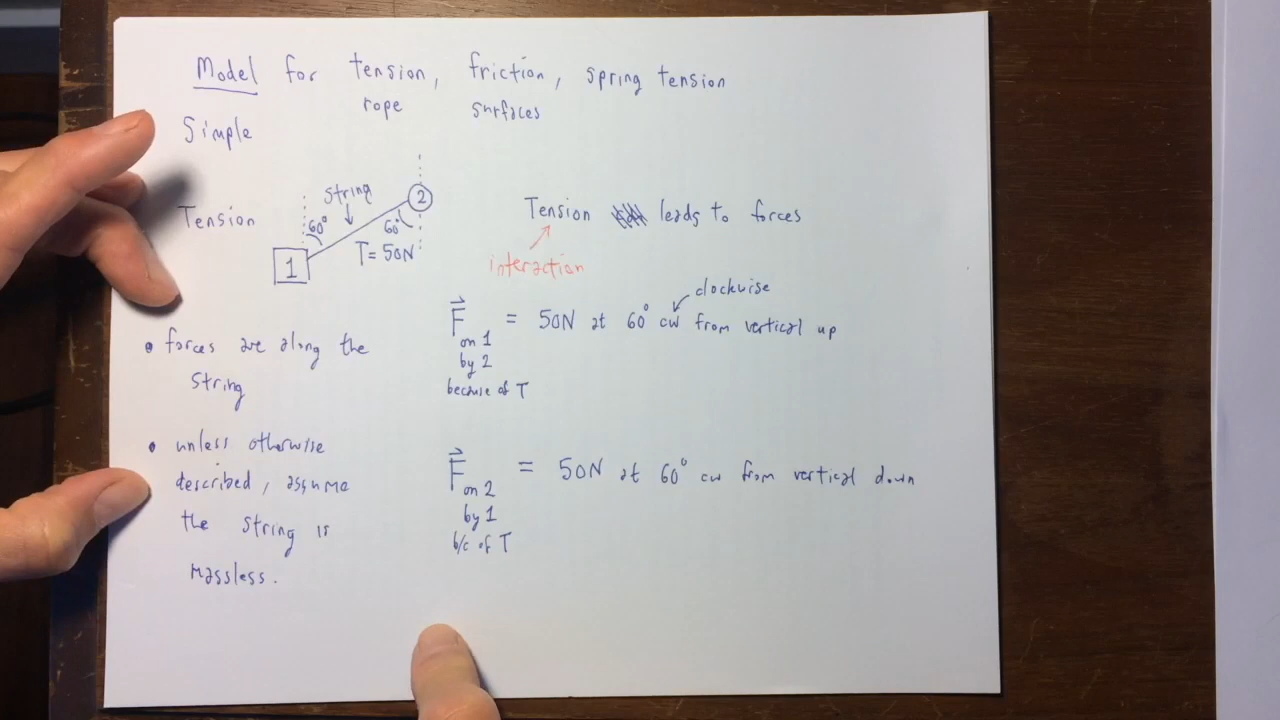 Model for tension, friction, spring tension
rope surfaces
Simple
Tension
String
60°
2
60°
T = 50N
1
Tension leads to forces
interaction
• forces are along the
string
F on 1 by 2 because of T = 50N at 60° cw from vertical up
clockwise
• unless otherwise
described, assume
the string is
massless.
F on 2 by 1 b/c of T = 50N at 60° cw from vertical down